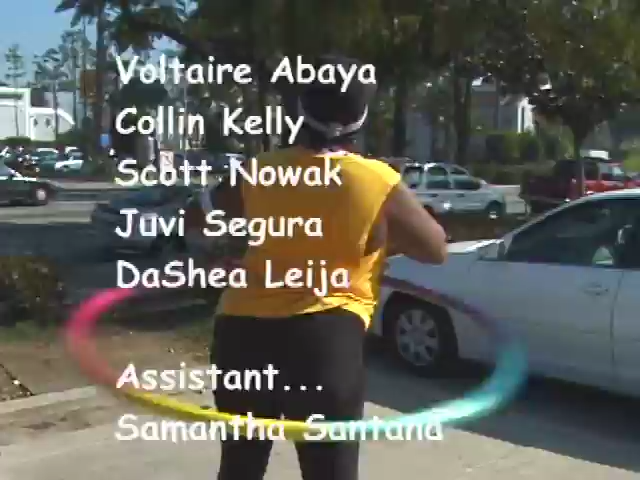 Voltaire Abaya
Collin Kelly
Scott Nowak
Juvi Segura
DaShea Leija
Assistant...
Samantha Santana